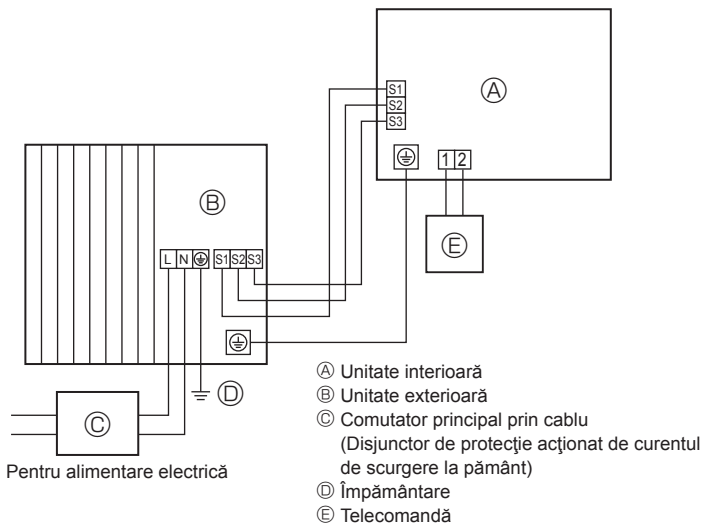 Ⓐ
S1
S2
S3
1 2
Ⓑ
Ⓔ
L N S1 S2 S3
Ⓓ
Ⓒ
Pentru alimentare electrică
Ⓐ Unitate interioară
Ⓑ Unitate exterioară
Ⓒ Comutator principal prin cablu
(Disjunctor de protecţie acţionat de curentul
de scurgere la pământ)
Ⓓ Împământare
Ⓔ Telecomandă